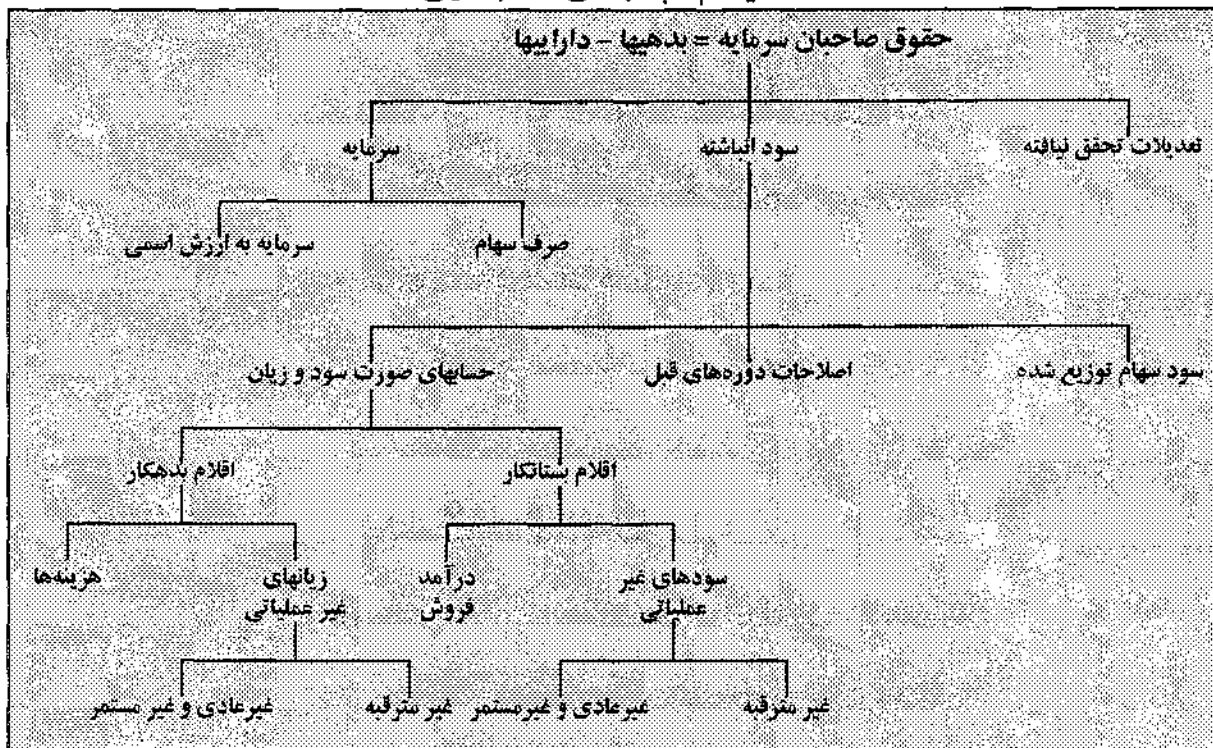 حقوق صاحبان سرمایه = بدهیها – داراییها
تعدیلات تحقق نیافته
سود انباشته
سرمایه
صرف سهام
سرمایه به ارزش اسمی
سود سهام توزیع شده
اصلاحات دوره‌های قبل
حسابهای صورت سود و زیان
اقلام بستانکار
اقلام بدهکار
سودهای غیر
عملیاتی
درآمد
فروش
زیانهای
غیر عملیاتی
هزینه‌ها
غیر مترقبه
غیرعادی و غیرمستمر
غیر مترقبه
غیرعادی و غیر مستمر